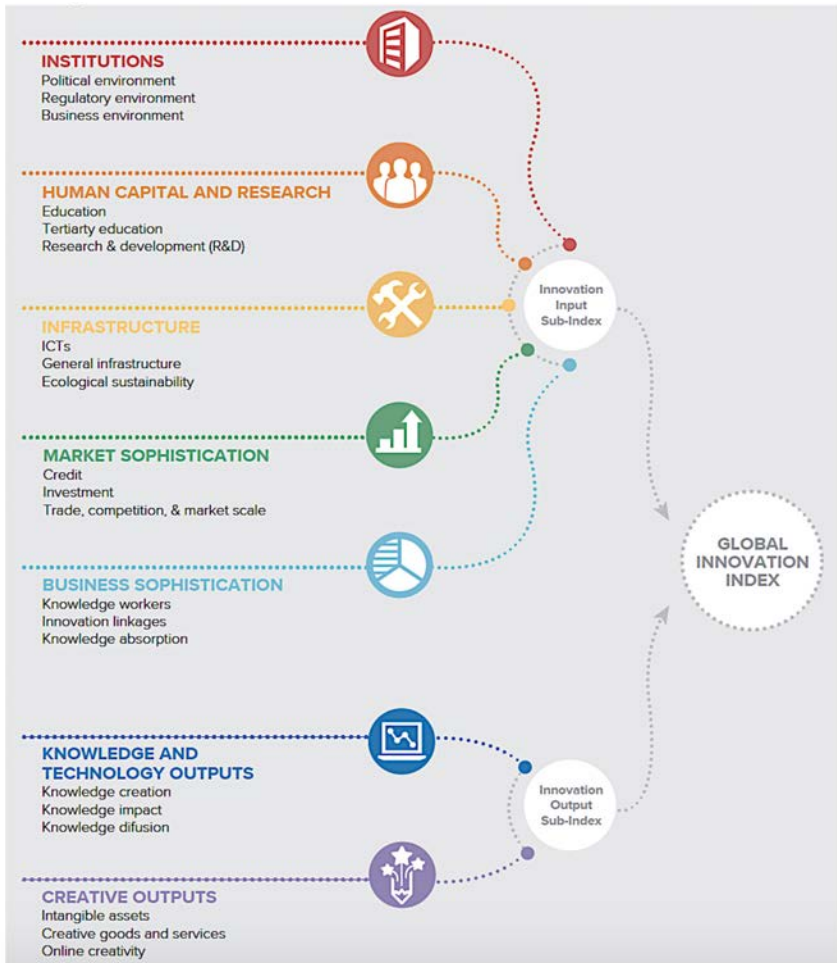 INSTITUTIONS
Political environment
Regulatory environment
Business environment
HUMAN CAPITAL AND RESEARCH
Education
Tertiarty education
Research & development (R&D)
INFRASTRUCTURE
ICTs
General infrastructure
Ecological sustainability
MARKET SOPHISTICATION
Credit
Investment
Trade, competition, & market scale
BUSINESS SOPHISTICATION
Knowledge workers
Innovation linkages
Knowledge absorption
KNOWLEDGE AND
TECHNOLOGY OUTPUTS
Knowledge creation
Knowledge impact
Knowledge difusion
CREATIVE OUTPUTS
Intangible assets
Creative goods and services
Online creativity
Innovation
Input
Sub-Index
Innovation
Output
Sub-Index
GLOBAL
INNOVATION
INDEX